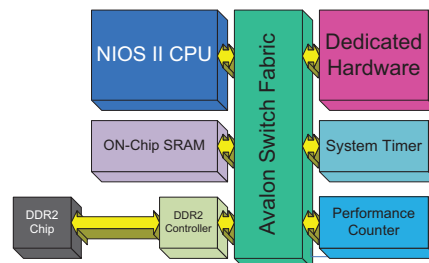 NIOS II CPU
Dedicated
Hardware
Avalon Switch Fabric
ON-Chip SRAM
System Timer
DDR2
Chip
DDR2
Controller
Performance
Counter